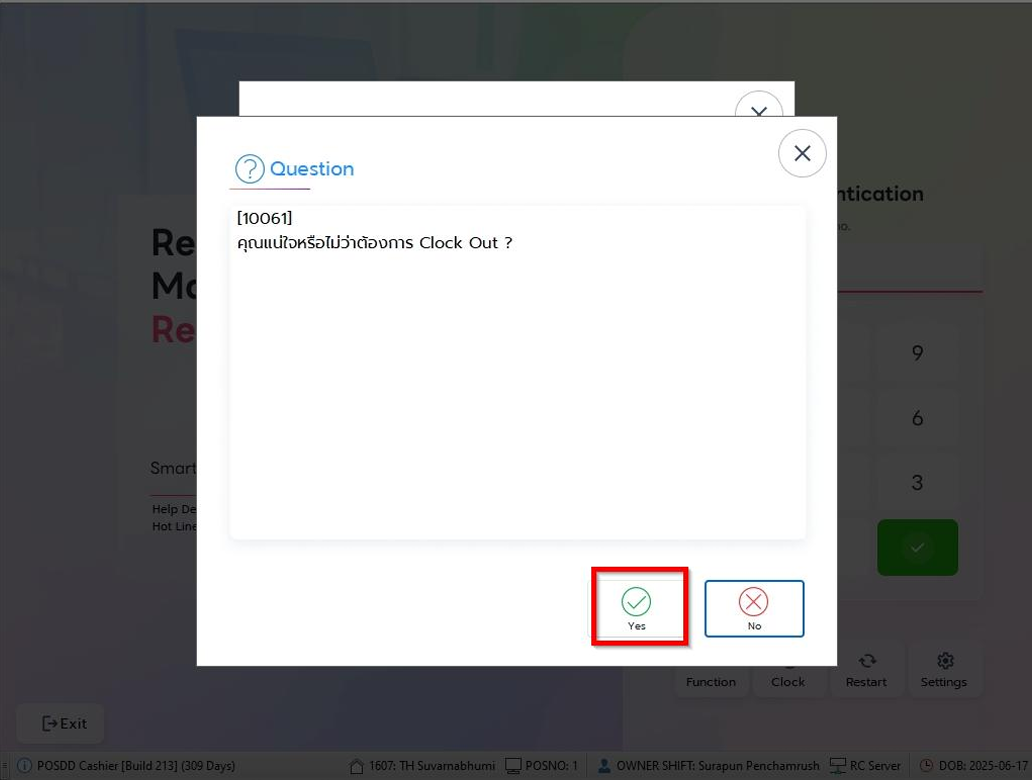 Question
[10061]
คุณแน่ใจหรือไม่ว่าต้องการ Clock Out ?
Yes
No
ntication
no.
Re
Ma
Re
Smart
Help De
Hot Line
9
6
3
Function
Clock
Restart
Settings
Exit
POSDD Cashier [Build 213] (309 Days)
1607: TH Suvarnabhumi
POSNO: 1
OWNER SHIFT: Surapun Penchamrush
RC Server
DOB: 2025-06-17